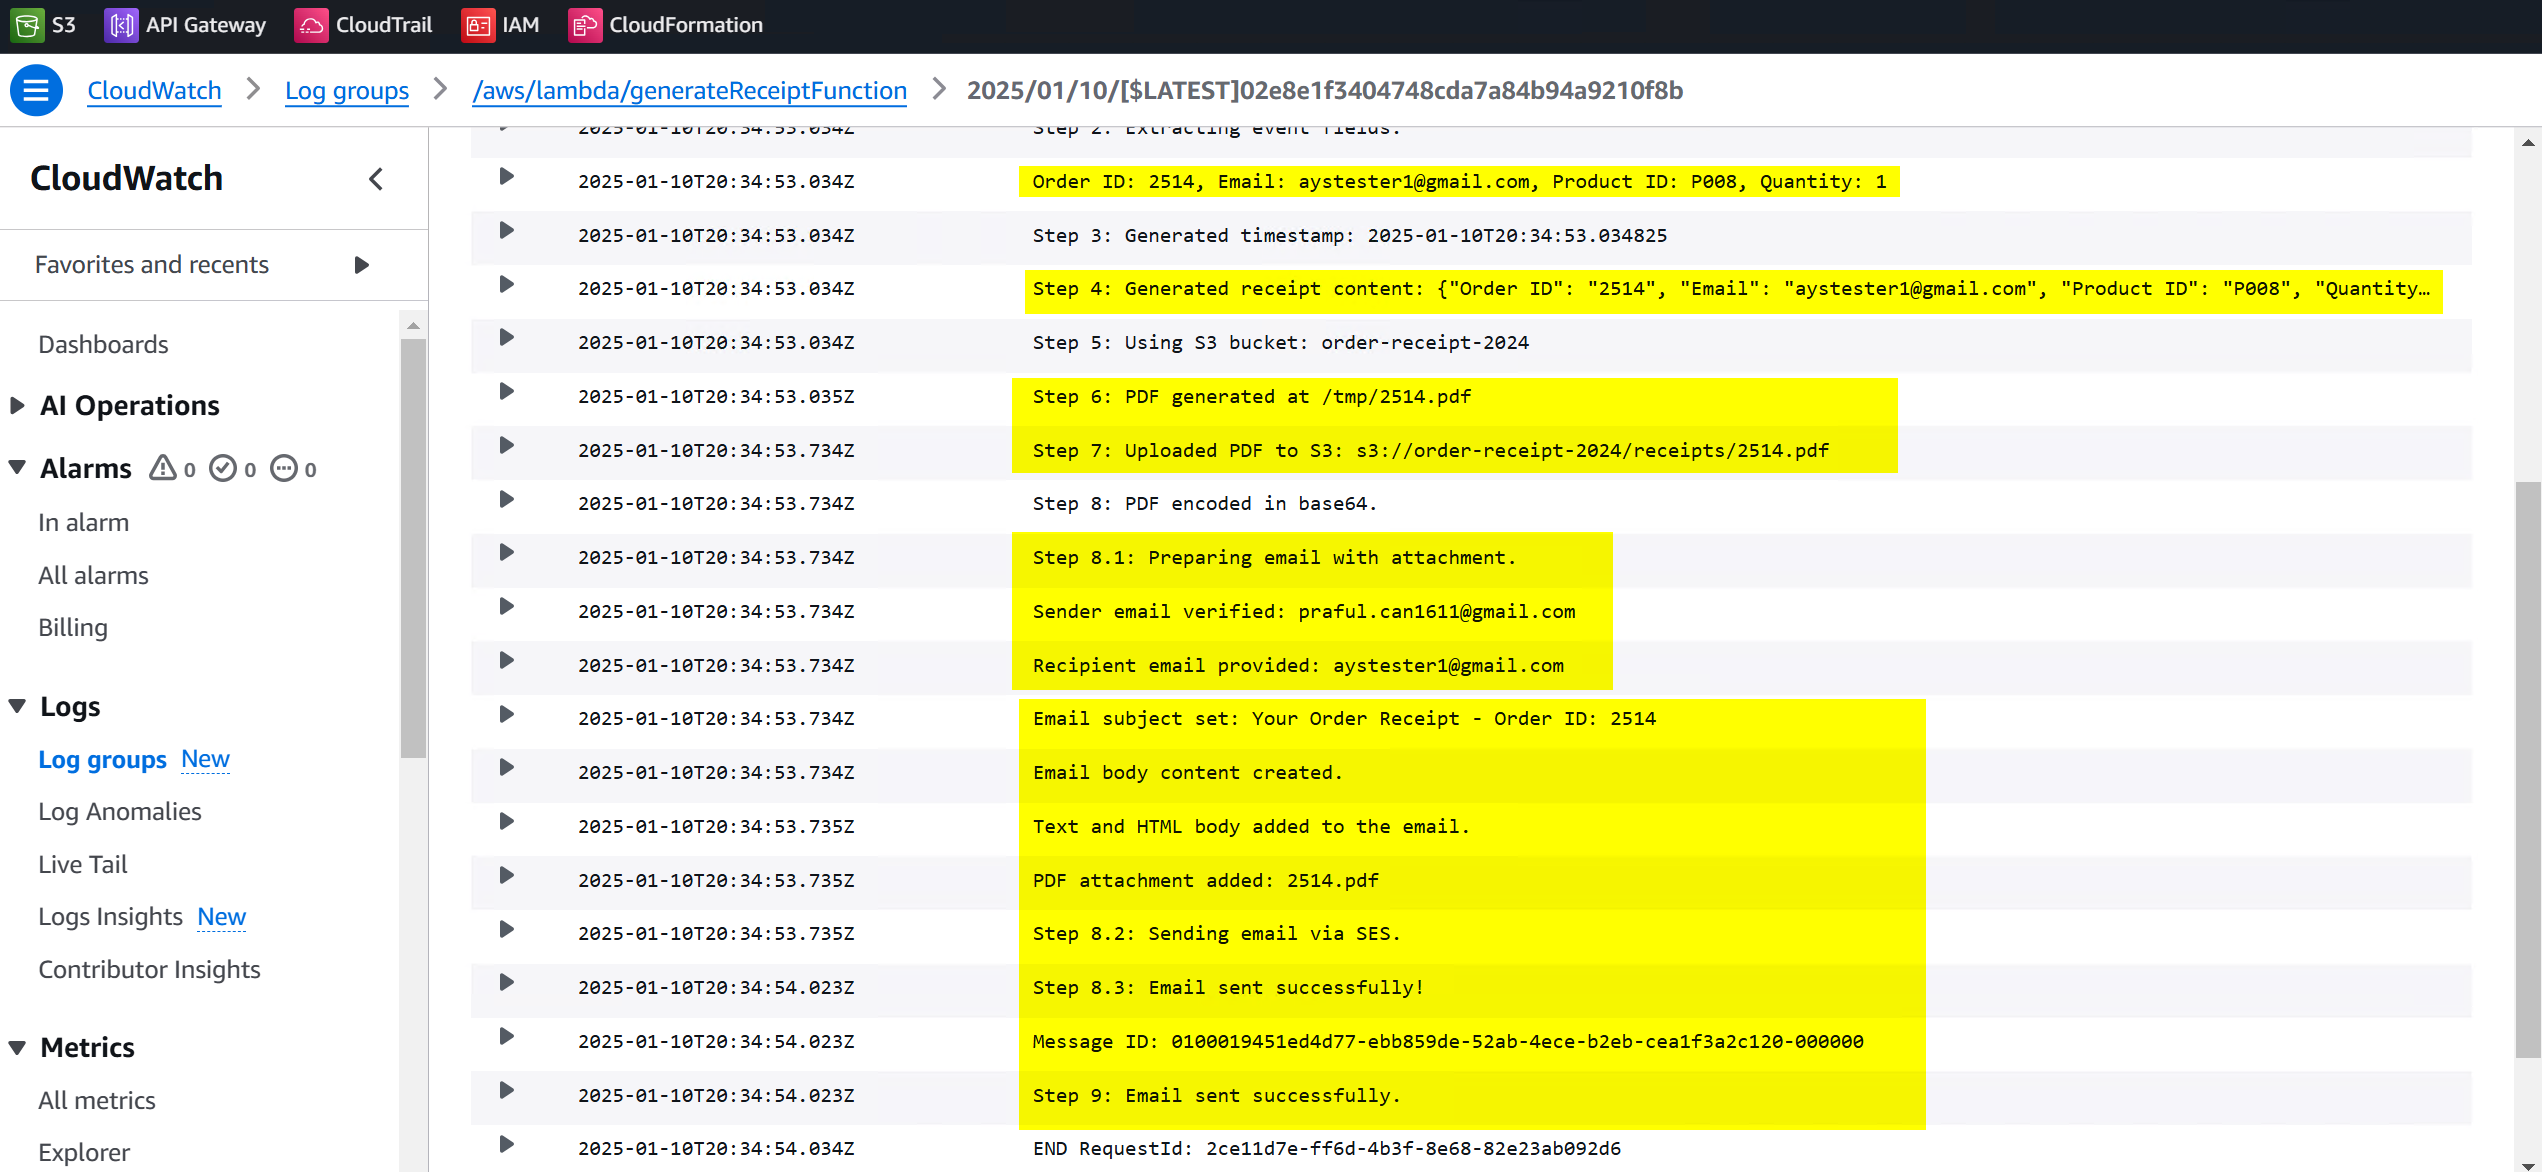 S3 API Gateway CloudTrail IAM CloudFormation
CloudWatch > Log groups > /aws/lambda/generateReceiptFunction > 2025/01/10/[$LATEST]02e8e1f3404748cda7a84b94a9210f8b
CloudWatch
Favorites and recents
Dashboards
AI Operations
Alarms 0 0 0
In alarm
All alarms
Billing
Logs
Log groups New
Log Anomalies
Live Tail
Logs Insights New
Contributor Insights
Metrics
All metrics
Explorer
2025-01-10T20:34:53.034Z Step 2: Extracting event fields.
2025-01-10T20:34:53.034Z Order ID: 2514, Email: aystester1@gmail.com, Product ID: P008, Quantity: 1
2025-01-10T20:34:53.034Z Step 3: Generated timestamp: 2025-01-10T20:34:53.034825
2025-01-10T20:34:53.034Z Step 4: Generated receipt content: {"Order ID": "2514", "Email": "aystester1@gmail.com", "Product ID": "P008", "Quantity…
2025-01-10T20:34:53.034Z Step 5: Using S3 bucket: order-receipt-2024
2025-01-10T20:34:53.035Z Step 6: PDF generated at /tmp/2514.pdf
2025-01-10T20:34:53.734Z Step 7: Uploaded PDF to S3: s3://order-receipt-2024/receipts/2514.pdf
2025-01-10T20:34:53.734Z Step 8: PDF encoded in base64.
2025-01-10T20:34:53.734Z Step 8.1: Preparing email with attachment.
2025-01-10T20:34:53.734Z Sender email verified: praful.can1611@gmail.com
2025-01-10T20:34:53.734Z Recipient email provided: aystester1@gmail.com
2025-01-10T20:34:53.734Z Email subject set: Your Order Receipt - Order ID: 2514
2025-01-10T20:34:53.734Z Email body content created.
2025-01-10T20:34:53.735Z Text and HTML body added to the email.
2025-01-10T20:34:53.735Z PDF attachment added: 2514.pdf
2025-01-10T20:34:53.735Z Step 8.2: Sending email via SES.
2025-01-10T20:34:54.023Z Step 8.3: Email sent successfully!
2025-01-10T20:34:54.023Z Message ID: 0100019451ed4d77-ebb859de-52ab-4ece-b2eb-cea1f3a2c120-000000
2025-01-10T20:34:54.023Z Step 9: Email sent successfully.
2025-01-10T20:34:54.034Z END RequestId: 2ce11d7e-ff6d-4b3f-8e68-82e23ab092d6